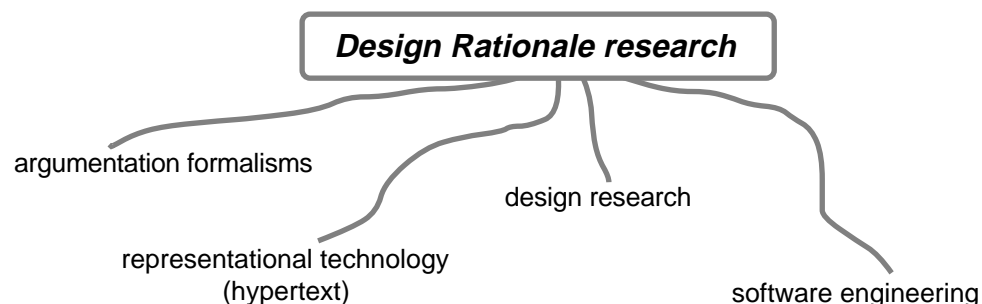 Design Rationale research
argumentation formalisms
design research
representational technology
(hypertext)
software engineering